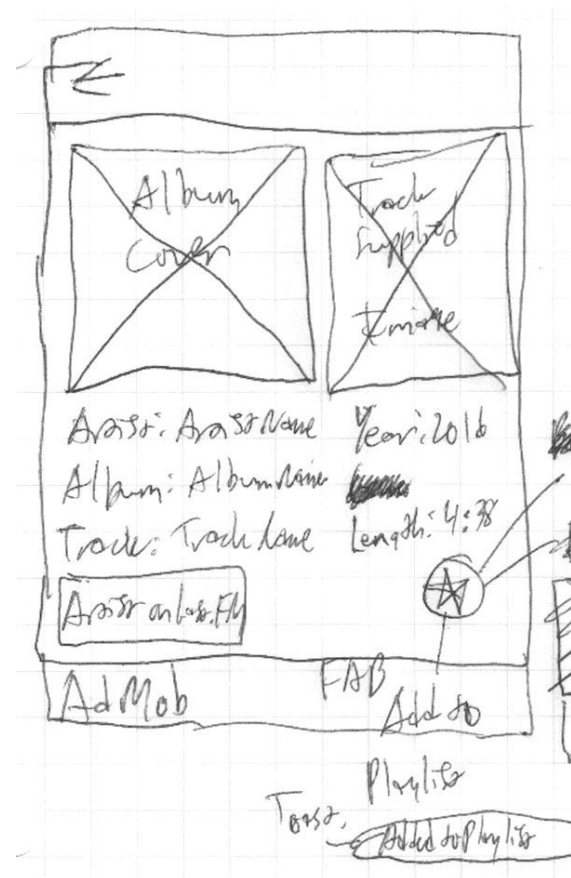 Album
Cover
Track
Supplied
Image
Artist: Artist Name
Year: 2016
Album: Album Name
Length: 4:38
Track: Track Name
Artist on Last.FM
AdMob
FAB
Add to
Playlist
Toast
Added to Playlist